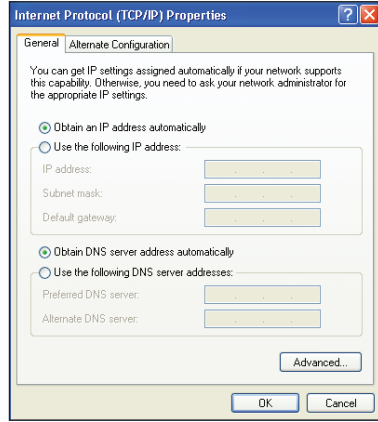 Internet Protocol (TCP/IP) Properties
General Alternate Configuration
You can get IP settings assigned automatically if your network supports
this capability. Otherwise, you need to ask your network administrator for
the appropriate IP settings.
Obtain an IP address automatically
Use the following IP address:
IP address:
Subnet mask:
Default gateway:
Obtain DNS server address automatically
Use the following DNS server addresses:
Preferred DNS server:
Alternate DNS server:
Advanced...
OK Cancel